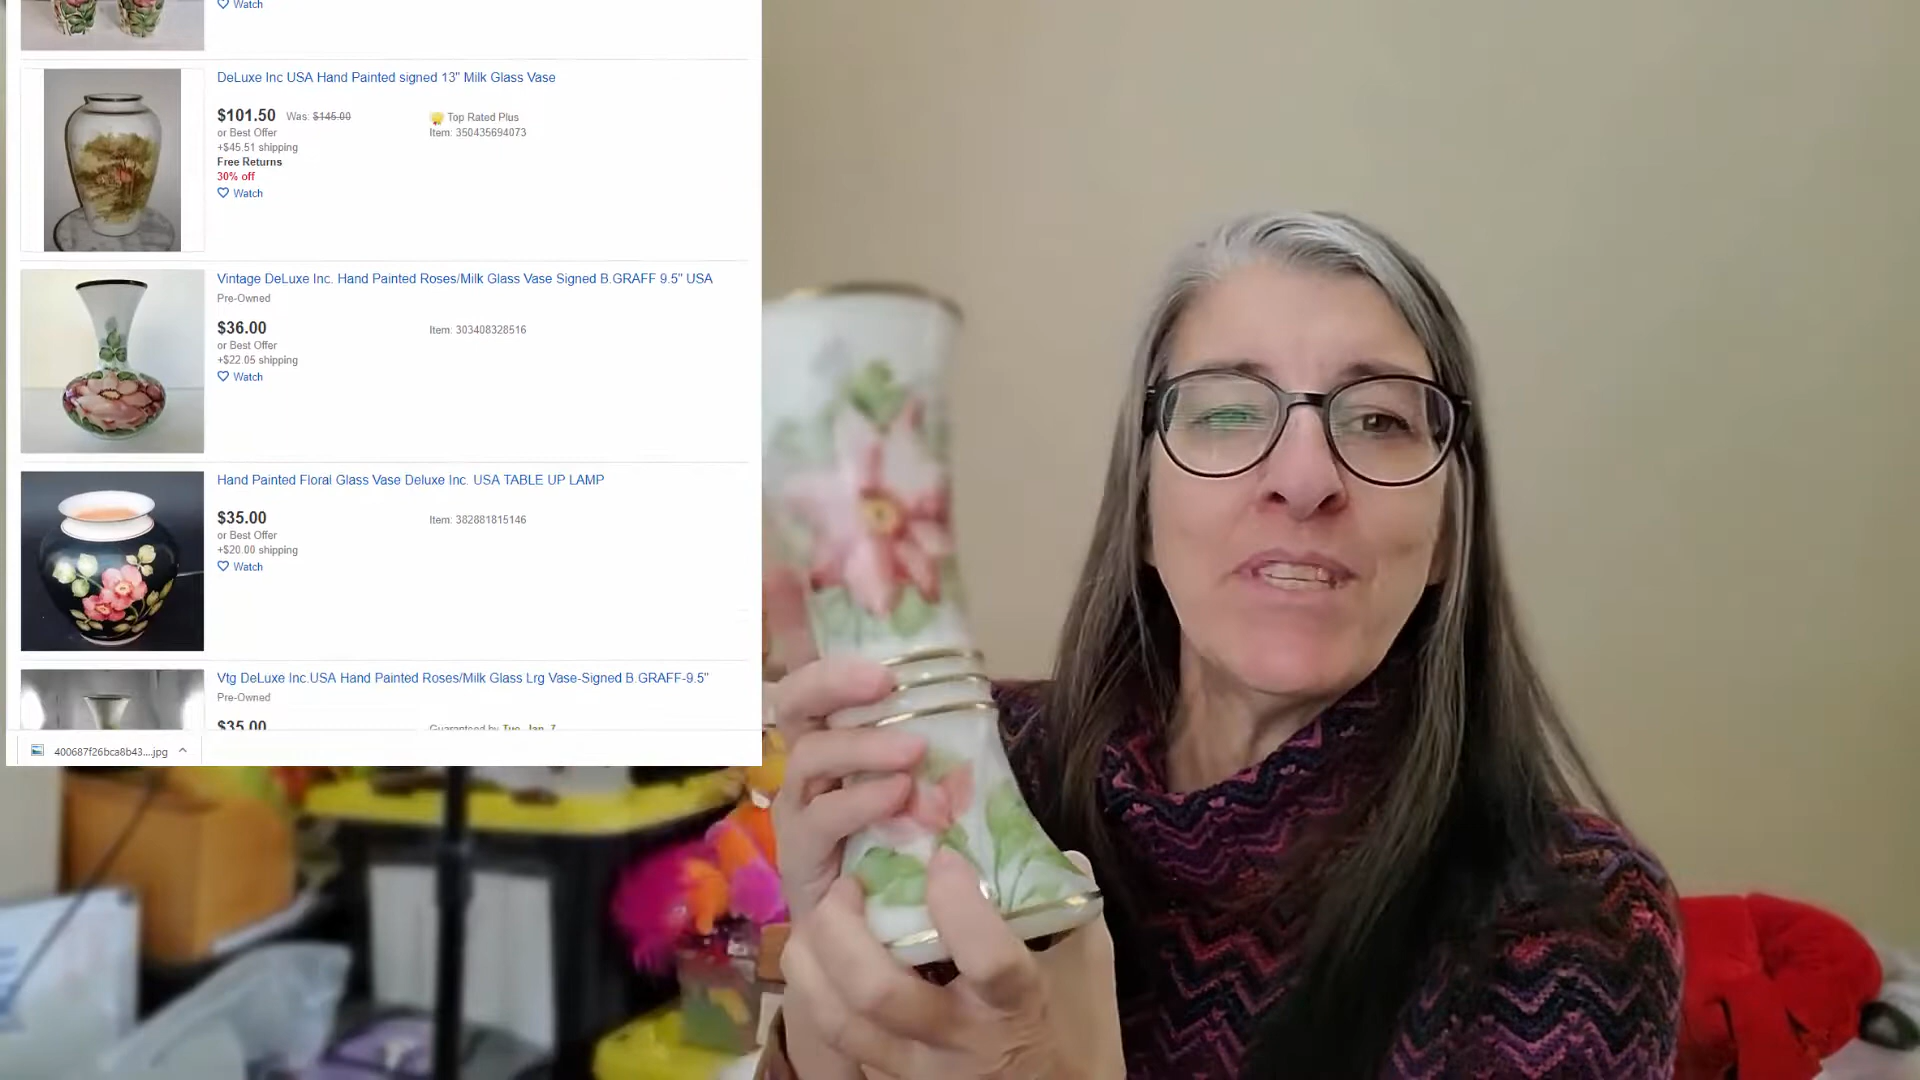 Watch
DeLuxe Inc USA Hand Painted signed 13" Milk Glass Vase
$101.50 Was: $145.00
Top Rated Plus
or Best Offer
Item: 350435694073
+$45.51 shipping
Free Returns
30% off
Watch
Vintage DeLuxe Inc. Hand Painted Roses/Milk Glass Vase Signed B.GRAFF 9.5" USA
Pre-Owned
$36.00
Item: 303408328516
or Best Offer
+$22.05 shipping
Watch
Hand Painted Floral Glass Vase Deluxe Inc. USA TABLE UP LAMP
$35.00
Item: 382881815146
or Best Offer
+$20.00 shipping
Watch
Vtg DeLuxe Inc.USA Hand Painted Roses/Milk Glass Lrg Vase-Signed B.GRAFF-9.5"
Pre-Owned
$35.00
Guaranteed by Tue, Jan. 7
400687f26bca8b43....jpg